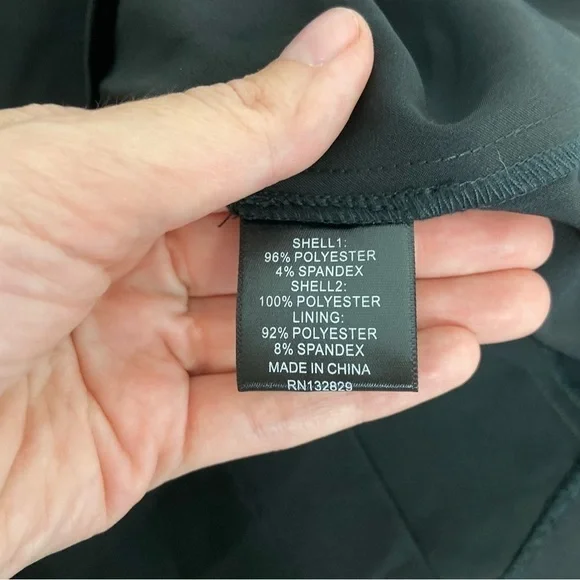 SHELL1:
96% POLYESTER
4% SPANDEX
SHELL2:
100% POLYESTER
LINING:
92% POLYESTER
8% SPANDEX
MADE IN CHINA
RN132829